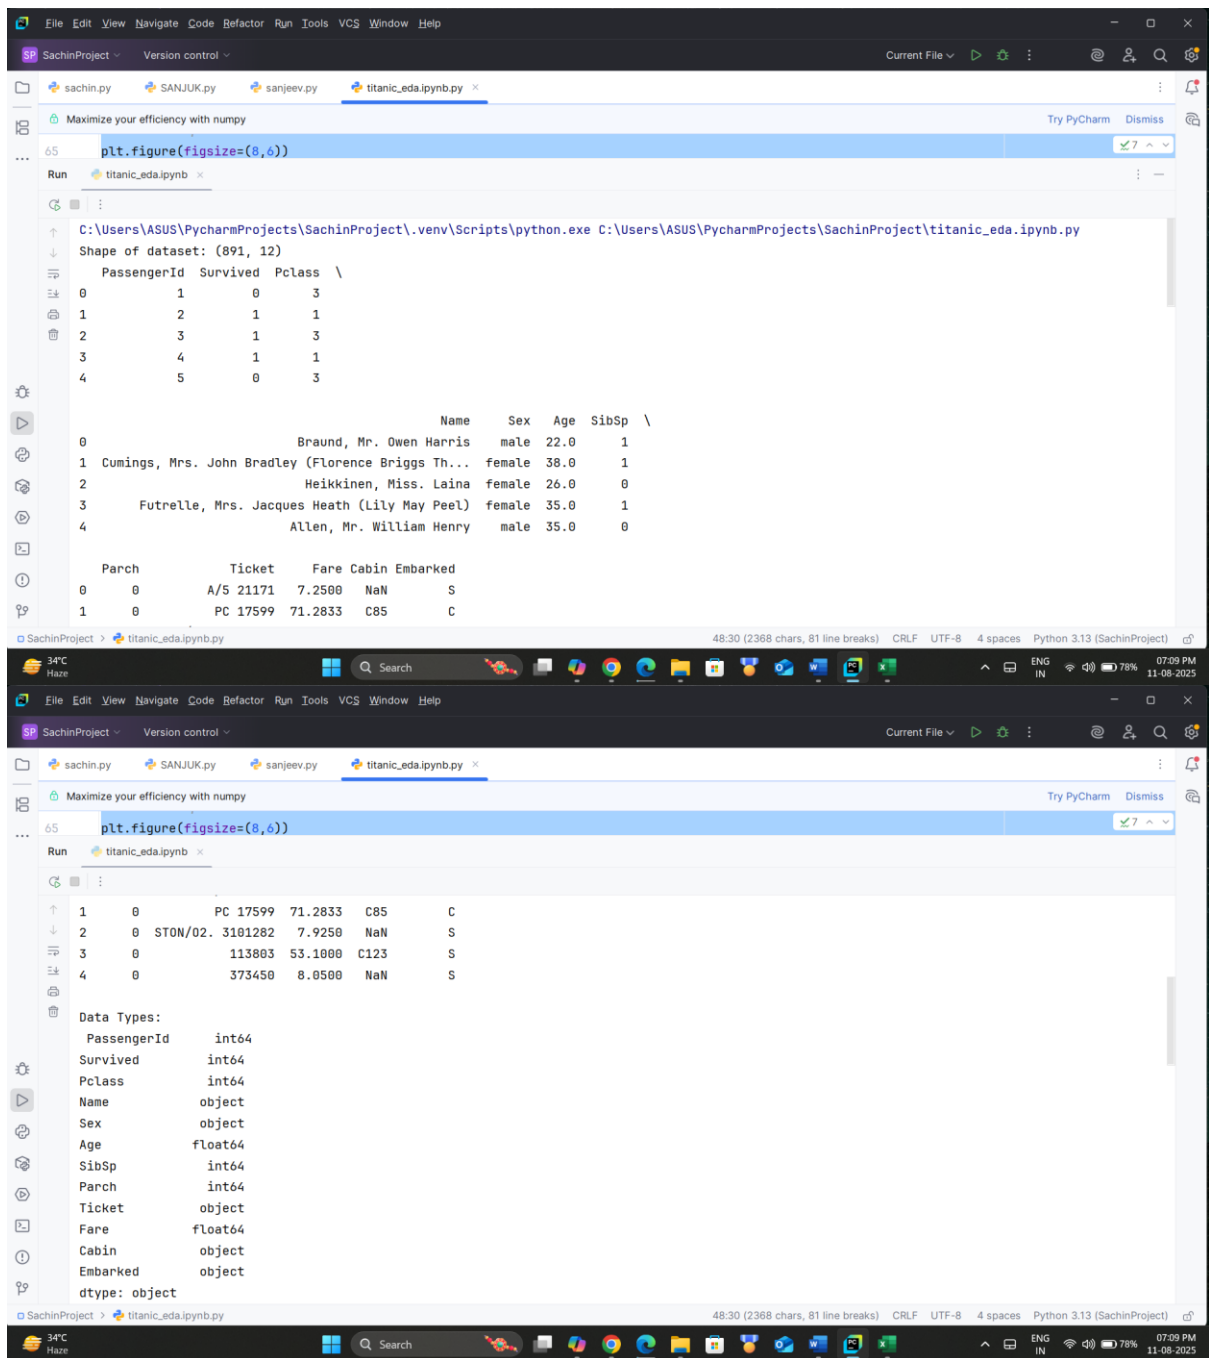 File Edit View Navigate Code Refactor Run Tools VCS Window Help
SP SachinProject Version control Current File
sachin.py SANJUK.py sanjeev.py titanic_eda.ipynb.py
Maximize your efficiency with numpy Try PyCharm Dismiss
65 plt.figure(figsize=(8,6)) 7
Run titanic_eda.ipynb
C:\Users\ASUS\PycharmProjects\SachinProject\.venv\Scripts\python.exe C:\Users\ASUS\PycharmProjects\SachinProject\titanic_eda.ipynb.py
Shape of dataset: (891, 12)
PassengerId Survived Pclass \
0 1 0 3
1 2 1 1
2 3 1 3
3 4 1 1
4 5 0 3
Name Sex Age SibSp \
0 Braund, Mr. Owen Harris male 22.0 1
1 Cumings, Mrs. John Bradley (Florence Briggs Th... female 38.0 1
2 Heikkinen, Miss. Laina female 26.0 0
3 Futrelle, Mrs. Jacques Heath (Lily May Peel) female 35.0 1
4 Allen, Mr. William Henry male 35.0 0
Parch Ticket Fare Cabin Embarked
0 0 A/5 21171 7.2500 NaN S
1 0 PC 17599 71.2833 C85 C
SachinProject > titanic_eda.ipynb.py 48:30 (2368 chars, 81 line breaks) CRLF UTF-8 4 spaces Python 3.13 (SachinProject)
34°C Haze Search ENG IN 78% 07:09 PM 11-08-2025
File Edit View Navigate Code Refactor Run Tools VCS Window Help
SP SachinProject Version control Current File
sachin.py SANJUK.py sanjeev.py titanic_eda.ipynb.py
Maximize your efficiency with numpy Try PyCharm Dismiss
65 plt.figure(figsize=(8,6)) 7
Run titanic_eda.ipynb
1 0 PC 17599 71.2833 C85 C
2 0 STON/O2. 3101282 7.9250 NaN S
3 0 113803 53.1000 C123 S
4 0 373450 8.0500 NaN S
Data Types:
PassengerId int64
Survived int64
Pclass int64
Name object
Sex object
Age float64
SibSp int64
Parch int64
Ticket object
Fare float64
Cabin object
Embarked object
dtype: object
SachinProject > titanic_eda.ipynb.py 48:30 (2368 chars, 81 line breaks) CRLF UTF-8 4 spaces Python 3.13 (SachinProject)
34°C Haze Search ENG IN 78% 07:09 PM 11-08-2025